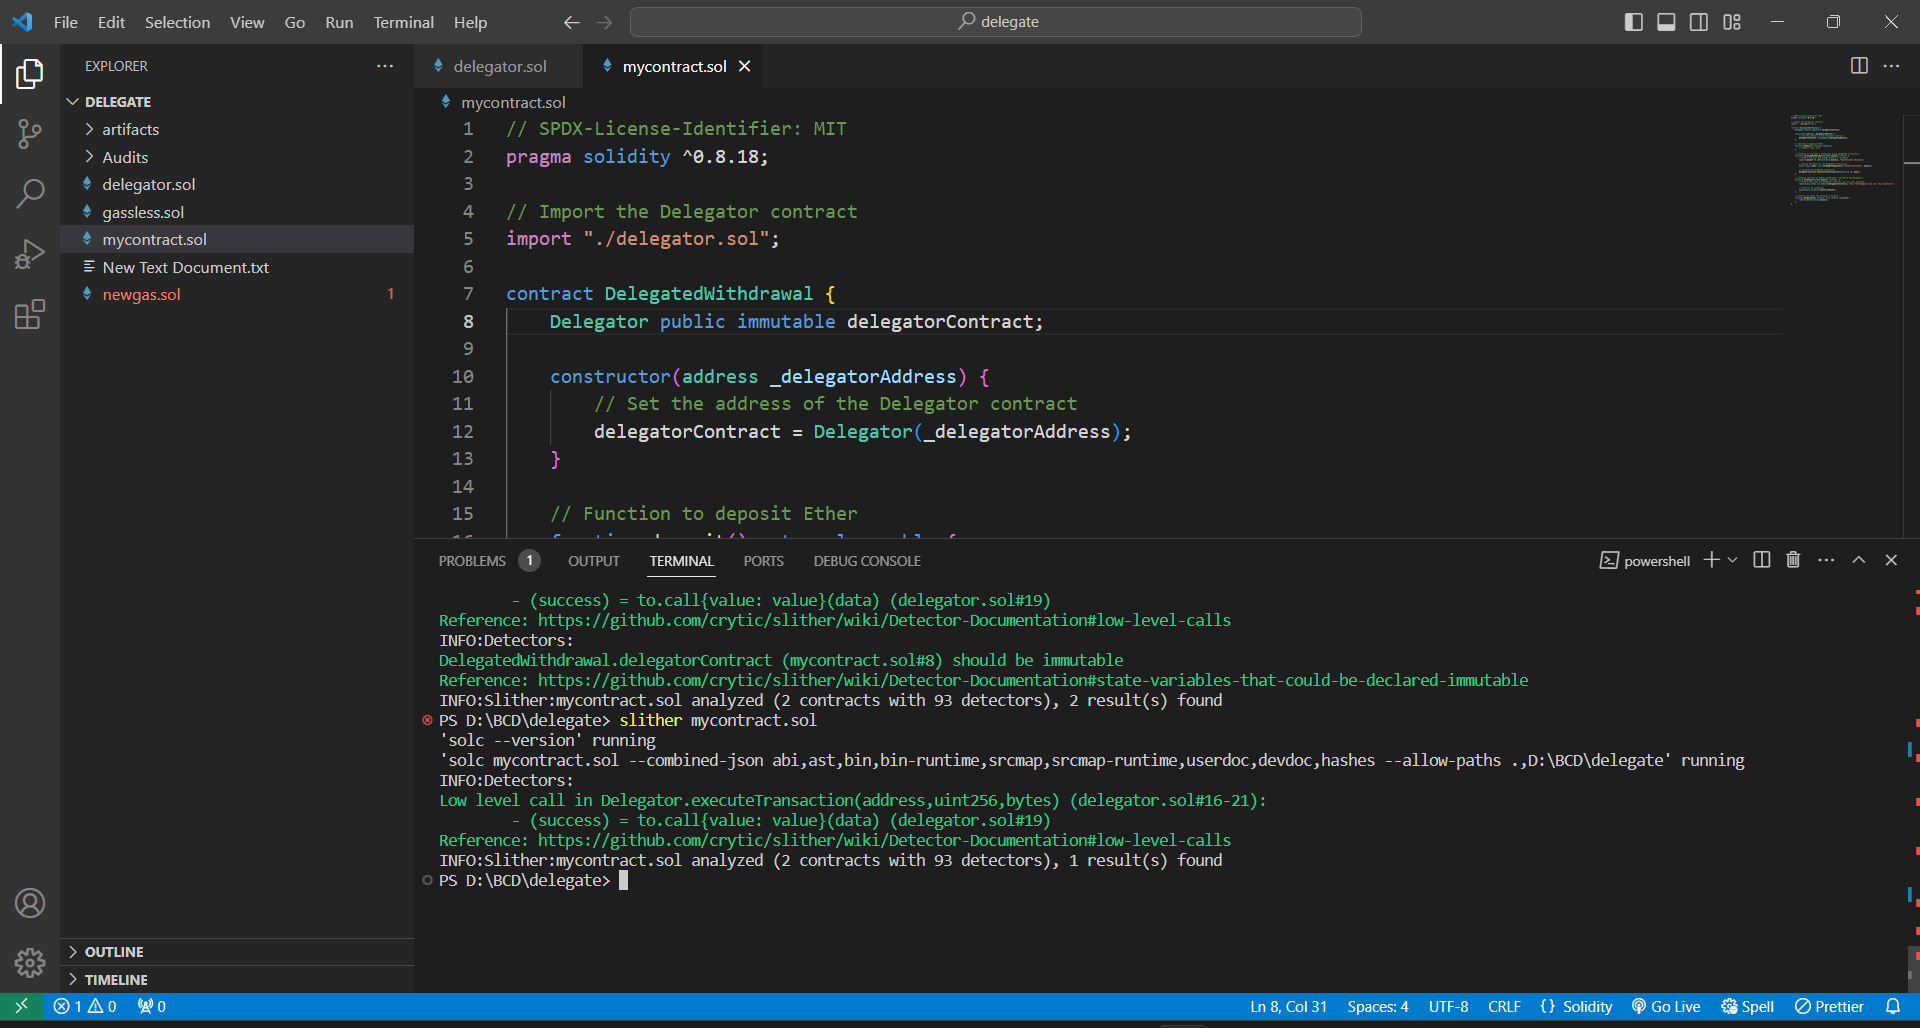 File Edit Selection View Go Run Terminal Help
delegate
EXPLORER
DELEGATE
artifacts
Audits
delegator.sol
gassless.sol
mycontract.sol
New Text Document.txt
newgas.sol 1
OUTLINE
TIMELINE
delegator.sol mycontract.sol
mycontract.sol
1 // SPDX-License-Identifier: MIT
2 pragma solidity ^0.8.18;
3
4 // Import the Delegator contract
5 import "./delegator.sol";
6
7 contract DelegatedWithdrawal {
8 Delegator public immutable delegatorContract;
9
10 constructor(address _delegatorAddress) {
11 // Set the address of the Delegator contract
12 delegatorContract = Delegator(_delegatorAddress);
13 }
14
15 // Function to deposit Ether
PROBLEMS 1 OUTPUT TERMINAL PORTS DEBUG CONSOLE
powershell
- (success) = to.call{value: value}(data) (delegator.sol#19)
Reference: https://github.com/crytic/slither/wiki/Detector-Documentation#low-level-calls
INFO:Detectors:
DelegatedWithdrawal.delegatorContract (mycontract.sol#8) should be immutable
Reference: https://github.com/crytic/slither/wiki/Detector-Documentation#state-variables-that-could-be-declared-immutable
INFO:Slither:mycontract.sol analyzed (2 contracts with 93 detectors), 2 result(s) found
PS D:\BCD\delegate> slither mycontract.sol
'solc --version' running
'solc mycontract.sol --combined-json abi,ast,bin,bin-runtime,srcmap,srcmap-runtime,userdoc,devdoc,hashes --allow-paths .,D:\BCD\delegate' running
INFO:Detectors:
Low level call in Delegator.executeTransaction(address,uint256,bytes) (delegator.sol#16-21):
- (success) = to.call{value: value}(data) (delegator.sol#19)
Reference: https://github.com/crytic/slither/wiki/Detector-Documentation#low-level-calls
INFO:Slither:mycontract.sol analyzed (2 contracts with 93 detectors), 1 result(s) found
PS D:\BCD\delegate>
1 0 0 Ln 8, Col 31 Spaces: 4 UTF-8 CRLF {} Solidity Go Live Spell Prettier